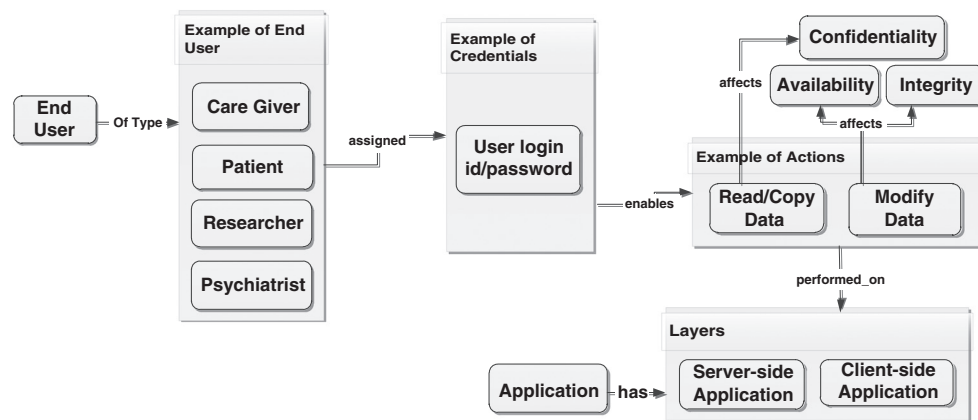 End
User
Of Type
Example of End
User
Care Giver
Patient
Researcher
Psychiatrist
assigned
Example of
Credentials
User login
id/password
enables
Confidentiality
affects
Availability
Integrity
affects
Example of Actions
Read/Copy
Data
Modify
Data
performed_on
Layers
Application
has
Server-side
Application
Client-side
Application